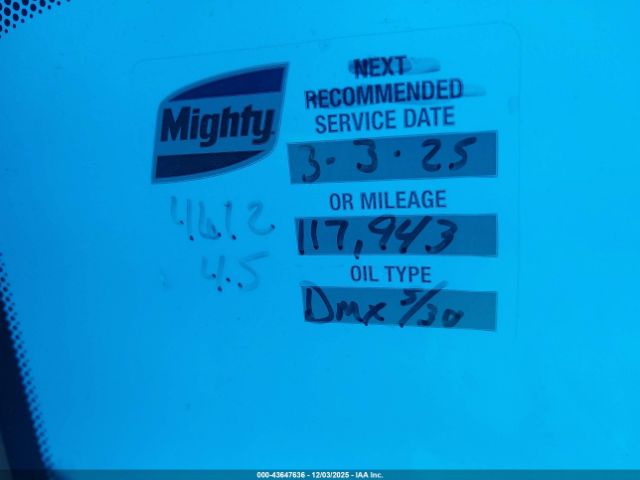 Mighty
NEXT
RECOMMENDED
SERVICE DATE
3-3-25
OR MILEAGE
117,943
OIL TYPE
Dmx 5/30
4.5
000-43647636 - 12/03/2025 - IAA Inc.